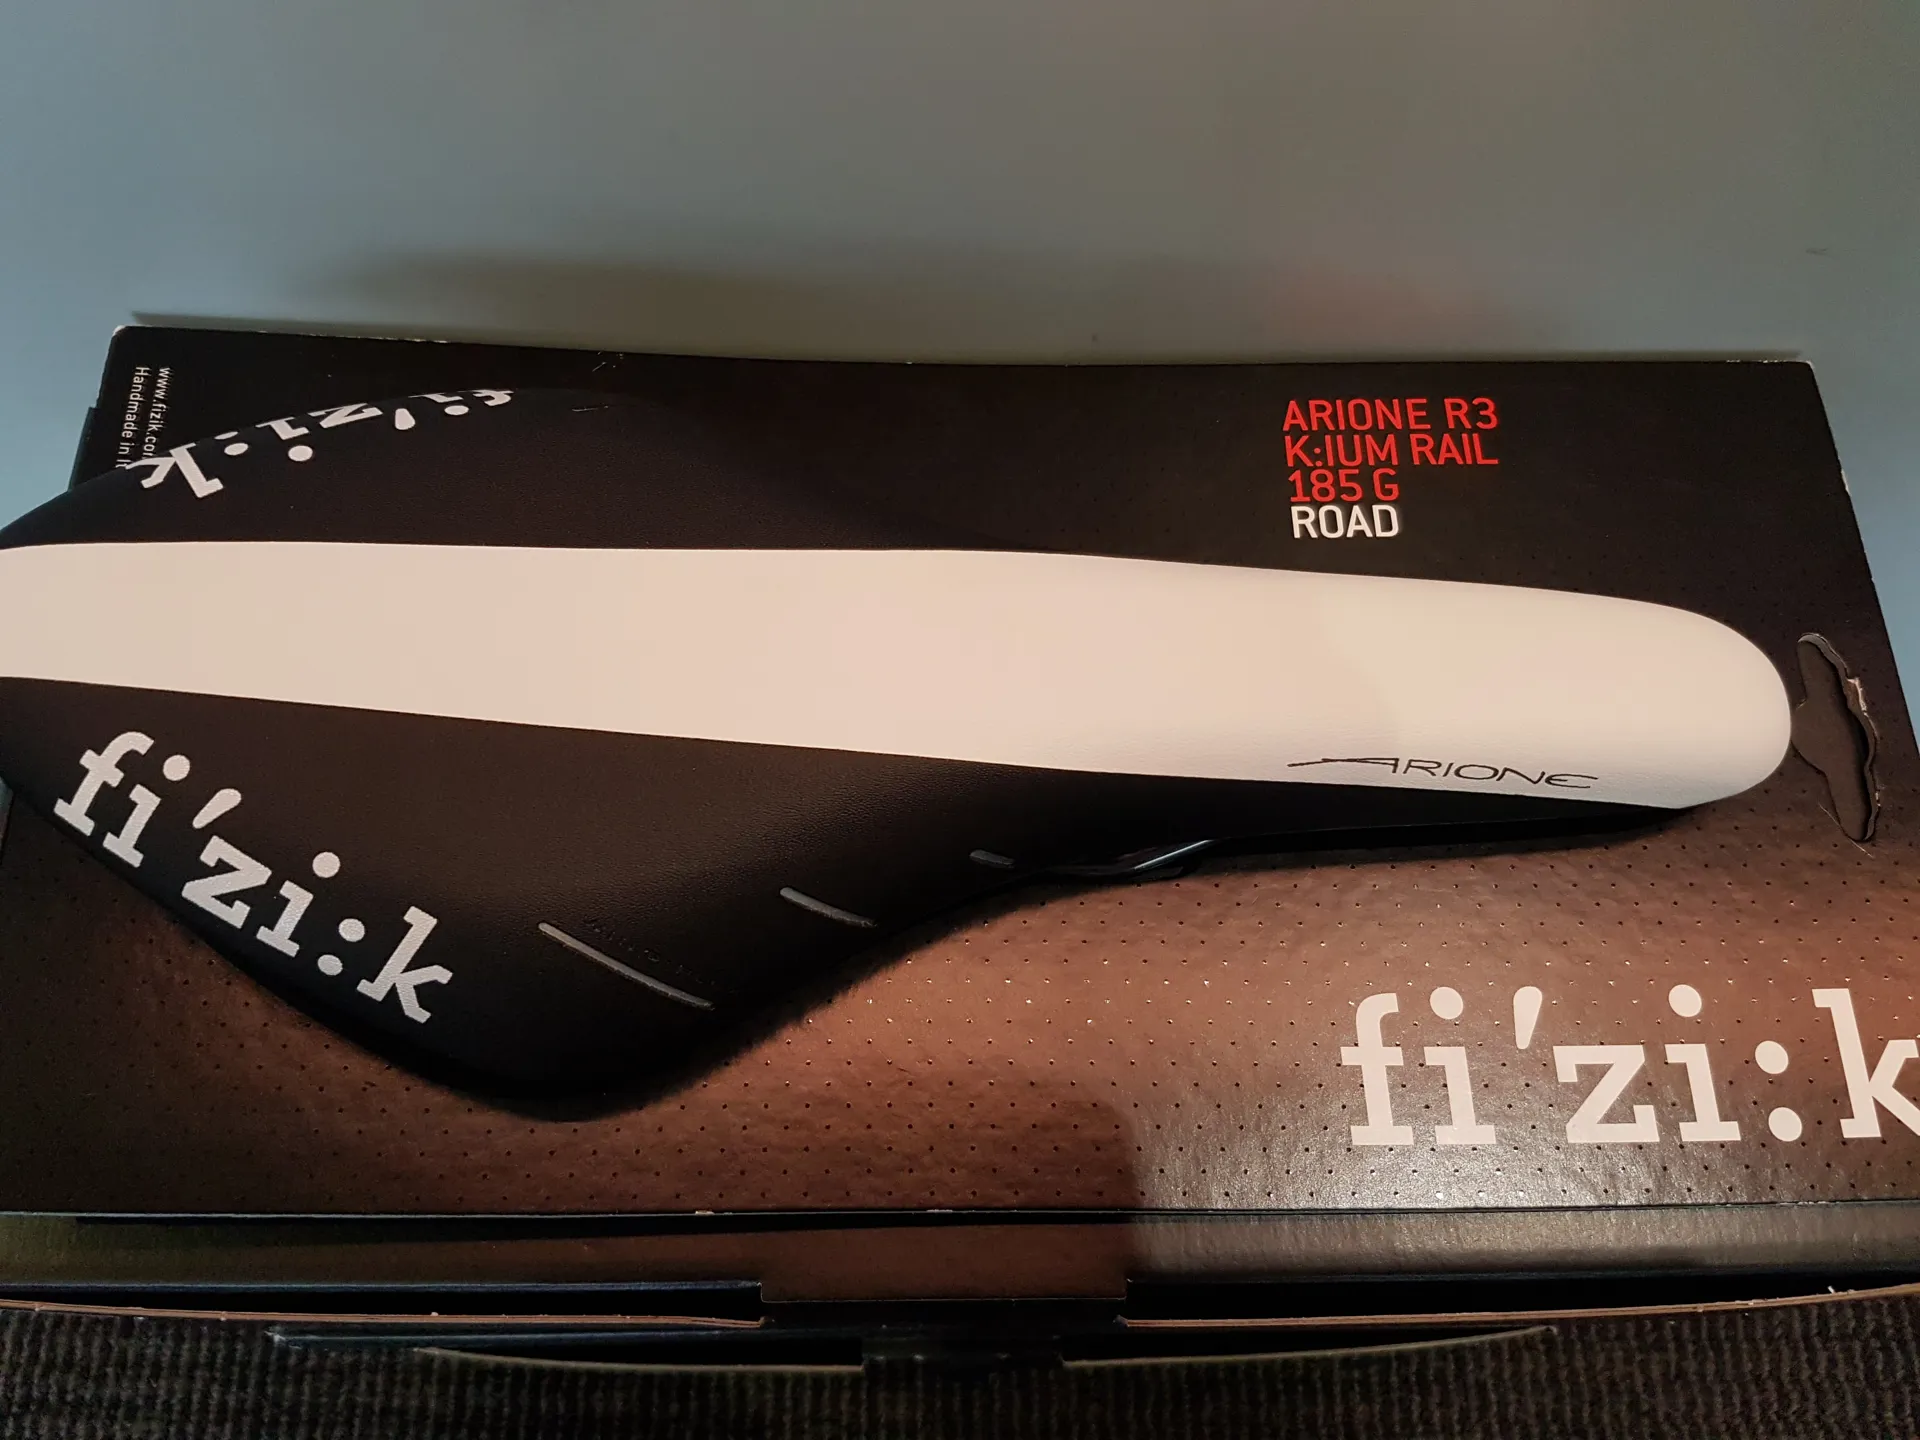 www.fizik.com
Handmade in It
fi'zi:k
ARIONE R3
K:IUM RAIL
185 G
ROAD
ARIONE
fi'zi:k
fi'zi:k